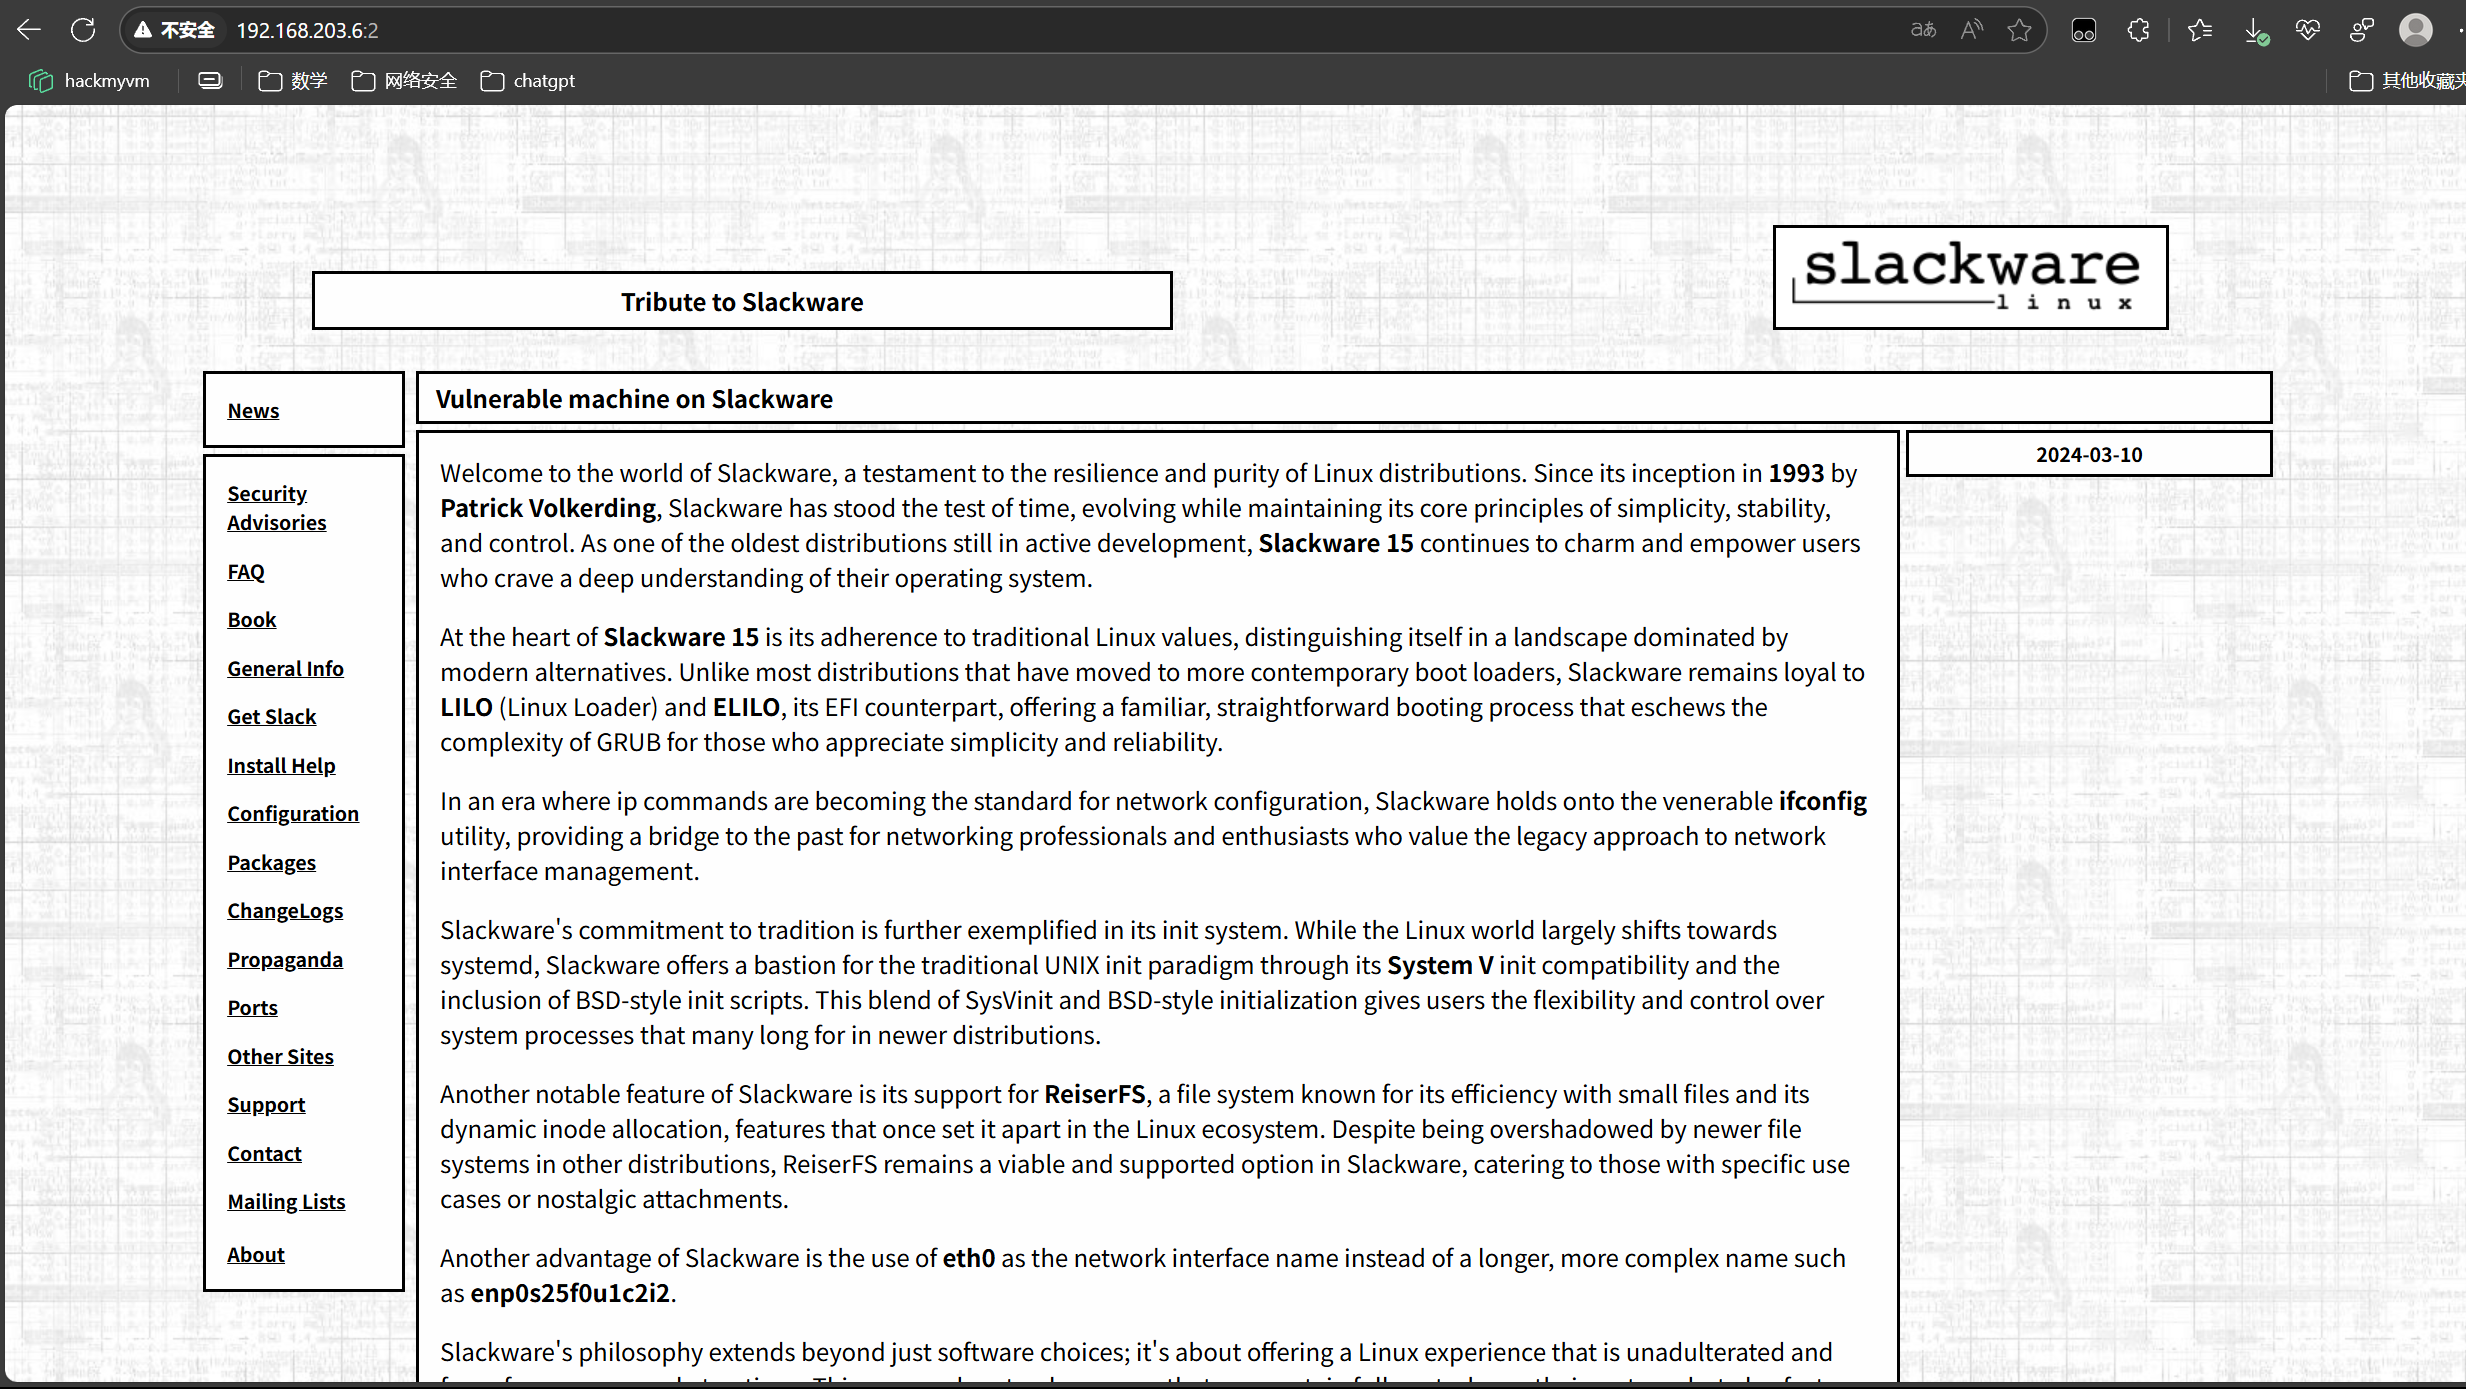 不安全 192.168.203.6:2
hackmyvm 数学 网络安全 chatgpt 其他收藏夹
slackware
linux
Tribute to Slackware
News
Vulnerable machine on Slackware
2024-03-10
Security
Advisories
FAQ
Book
General Info
Get Slack
Install Help
Configuration
Packages
ChangeLogs
Propaganda
Ports
Other Sites
Support
Contact
Mailing Lists
About
Welcome to the world of Slackware, a testament to the resilience and purity of Linux distributions. Since its inception in 1993 by
Patrick Volkerding, Slackware has stood the test of time, evolving while maintaining its core principles of simplicity, stability,
and control. As one of the oldest distributions still in active development, Slackware 15 continues to charm and empower users
who crave a deep understanding of their operating system.
At the heart of Slackware 15 is its adherence to traditional Linux values, distinguishing itself in a landscape dominated by
modern alternatives. Unlike most distributions that have moved to more contemporary boot loaders, Slackware remains loyal to
LILO (Linux Loader) and ELILO, its EFI counterpart, offering a familiar, straightforward booting process that eschews the
complexity of GRUB for those who appreciate simplicity and reliability.
In an era where ip commands are becoming the standard for network configuration, Slackware holds onto the venerable ifconfig
utility, providing a bridge to the past for networking professionals and enthusiasts who value the legacy approach to network
interface management.
Slackware's commitment to tradition is further exemplified in its init system. While the Linux world largely shifts towards
systemd, Slackware offers a bastion for the traditional UNIX init paradigm through its System V init compatibility and the
inclusion of BSD-style init scripts. This blend of SysVinit and BSD-style initialization gives users the flexibility and control over
system processes that many long for in newer distributions.
Another notable feature of Slackware is its support for ReiserFS, a file system known for its efficiency with small files and its
dynamic inode allocation, features that once set it apart in the Linux ecosystem. Despite being overshadowed by newer file
systems in other distributions, ReiserFS remains a viable and supported option in Slackware, catering to those with specific use
cases or nostalgic attachments.
Another advantage of Slackware is the use of eth0 as the network interface name instead of a longer, more complex name such
as enp0s25f0u1c2i2.
Slackware's philosophy extends beyond just software choices; it's about offering a Linux experience that is unadulterated and